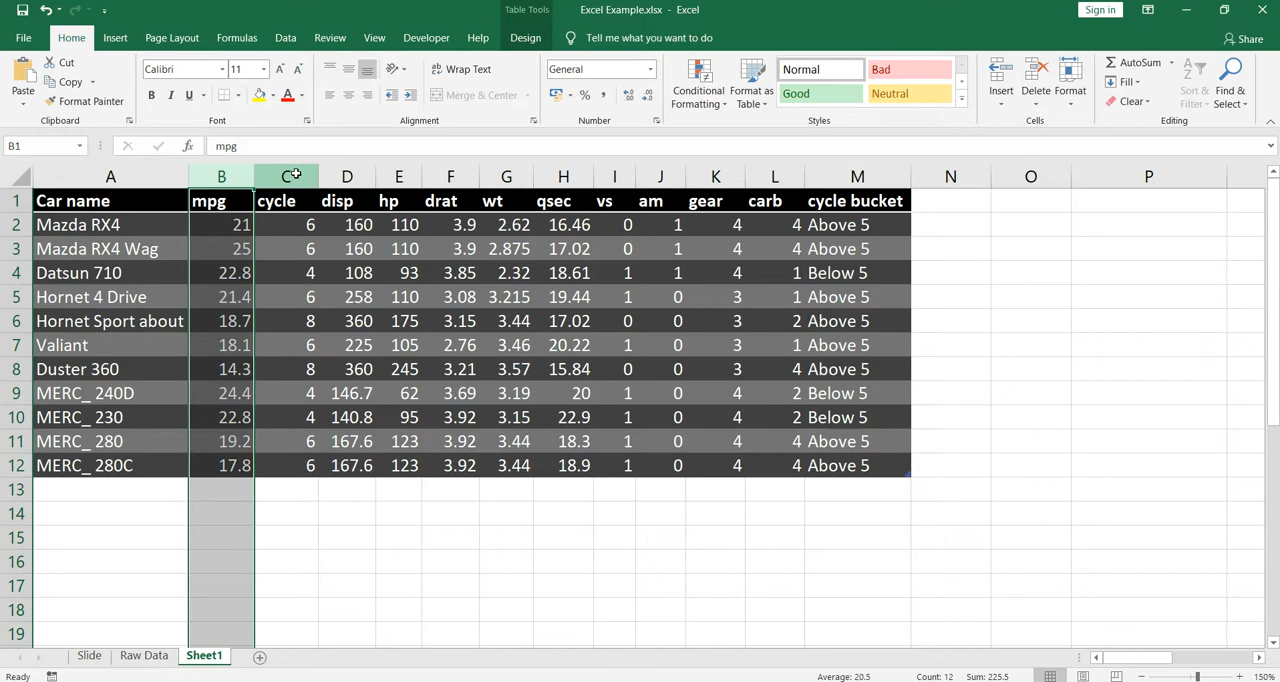 Table Tools
Excel Example.xlsx - Excel
Sign in
File Home Insert Page Layout Formulas Data Review View Developer Help Design Tell me what you want to do Share
Paste
Cut
Copy
Format Painter
Clipboard
Calibri 11
B I U
Font
Wrap Text
Merge & Center
Alignment
General
%
Number
Conditional Formatting
Format as Table
Normal Bad
Good Neutral
Styles
Insert Delete Format
Cells
AutoSum
Fill
Clear
Sort & Filter
Find & Select
Editing
B1 fx mpg
A B C D E F G H I J K L M N O P
1 Car name mpg cycle disp hp drat wt qsec vs am gear carb cycle bucket
2 Mazda RX4 21 6 160 110 3.9 2.62 16.46 0 1 4 4 Above 5
3 Mazda RX4 Wag 25 6 160 110 3.9 2.875 17.02 0 1 4 4 Above 5
4 Datsun 710 22.8 4 108 93 3.85 2.32 18.61 1 1 4 1 Below 5
5 Hornet 4 Drive 21.4 6 258 110 3.08 3.215 19.44 1 0 3 1 Above 5
6 Hornet Sport about 18.7 8 360 175 3.15 3.44 17.02 0 0 3 2 Above 5
7 Valiant 18.1 6 225 105 2.76 3.46 20.22 1 0 3 1 Above 5
8 Duster 360 14.3 8 360 245 3.21 3.57 15.84 0 0 3 4 Above 5
9 MERC_ 240D 24.4 4 146.7 62 3.69 3.19 20 1 0 4 2 Below 5
10 MERC_ 230 22.8 4 140.8 95 3.92 3.15 22.9 1 0 4 2 Below 5
11 MERC_ 280 19.2 6 167.6 123 3.92 3.44 18.3 1 0 4 4 Above 5
12 MERC_ 280C 17.8 6 167.6 123 3.92 3.44 18.9 1 0 4 4 Above 5
13
14
15
16
17
18
19
Slide Raw Data Sheet1
Ready Average: 20.5 Count: 12 Sum: 225.5 150%